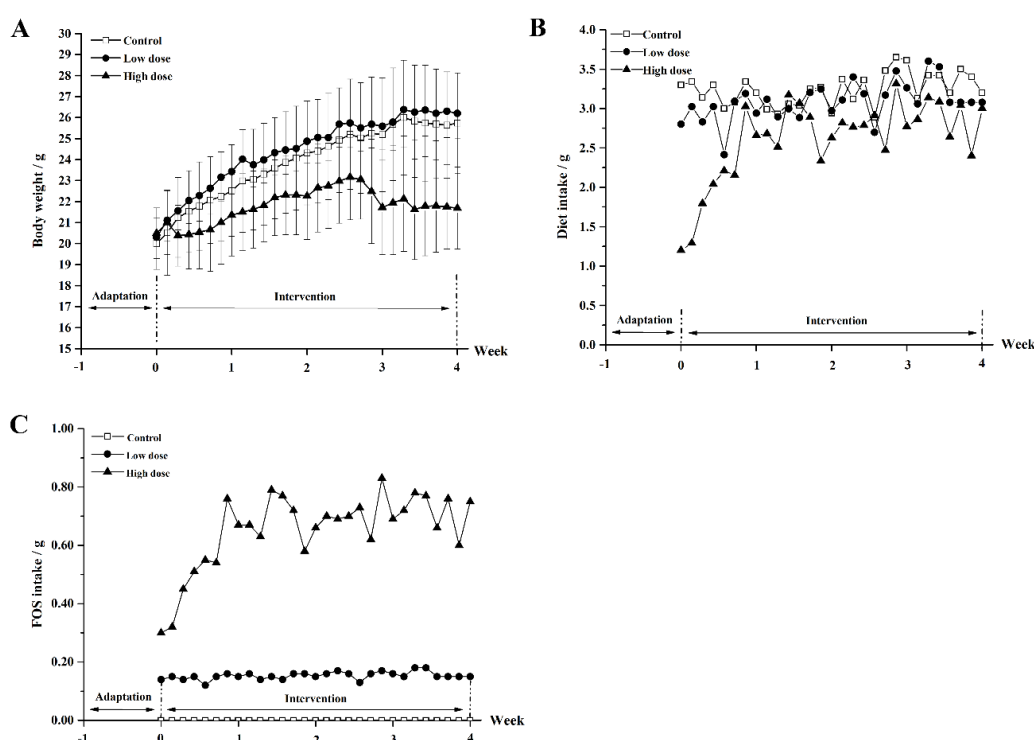 A
Control
Low dose
High dose
Body weight / g
30
29
28
27
26
25
24
23
22
21
20
19
18
17
16
15
Adaptation
Intervention
-1
0
1
2
3
4
Week
B
Control
Low dose
High dose
Diet intake / g
4.0
3.5
3.0
2.5
2.0
1.5
1.0
0.5
0.0
Adaptation
Intervention
-1
0
1
2
3
4
Week
C
Control
Low dose
High dose
FOS intake / g
1.00
0.80
0.60
0.40
0.20
0.00
Adaptation
Intervention
-1
0
1
2
3
4
Week